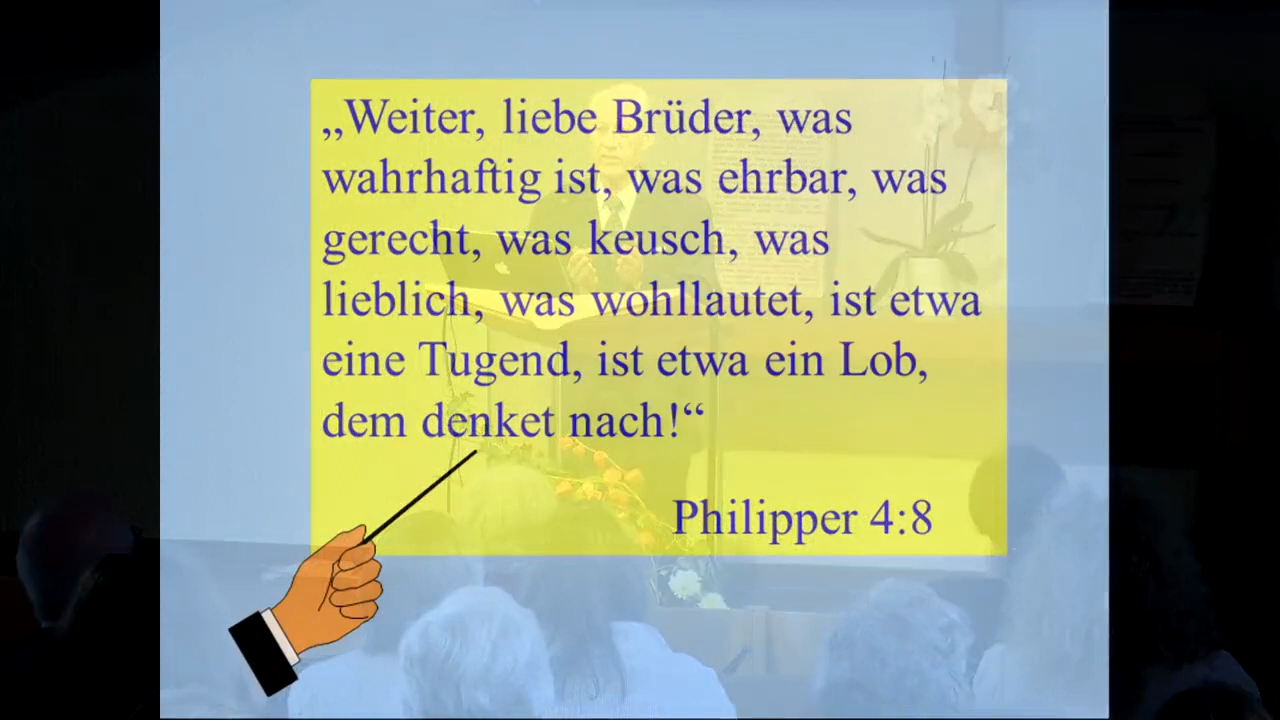 „Weiter, liebe Brüder, was
wahrhaftig ist, was ehrbar, was
gerecht, was keusch, was
lieblich, was wohllautet, ist etwa
eine Tugend, ist etwa ein Lob,
dem denket nach!“
Philipper 4:8